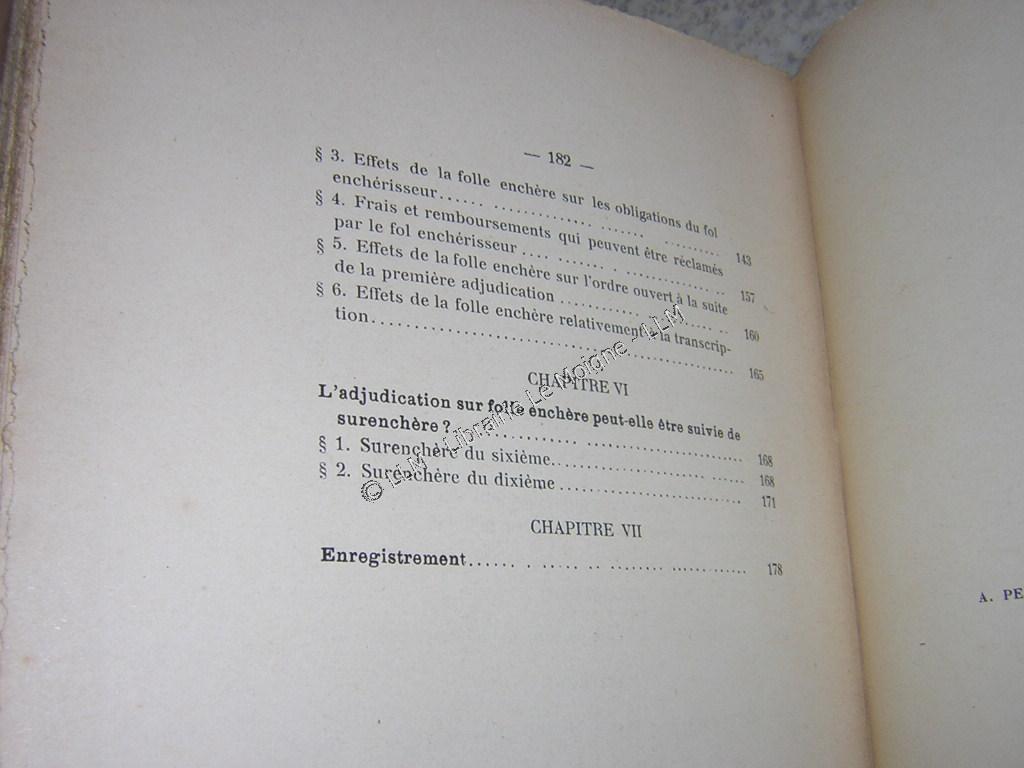 — 182 —
§ 3. Effets de la folle enchère sur les obligations du fol
enchérisseur...... .............. ....... ......... 143
§ 4. Frais et remboursements qui peuvent être réclamés
par le fol enchérisseur .... ....... . ............. .. 157
§ 5. Effets de la folle enchère sur l'ordre ouvert à la suite
de la première adjudication ............ ........ .. .. 160
§ 6. Effets de la folle enchère relativement à la transcrip-
tion................................................ 165
CHAPITRE VI
L'adjudication sur folle enchère peut-elle être suivie de
surenchère ? ............... ....................... 168
§ 1. Surenchère du sixième....................... ...... 168
§ 2. Surenchère du dixième........................... 171
CHAPITRE VII
Enregistrement...... . ..... .. ........ ............ 178
© LLM - Librairie Le Moigne - LLM
A. PE